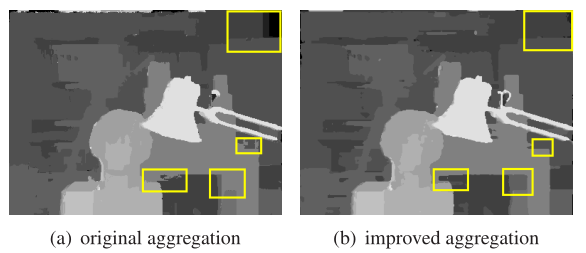 (a) original aggregation
(b) improved aggregation